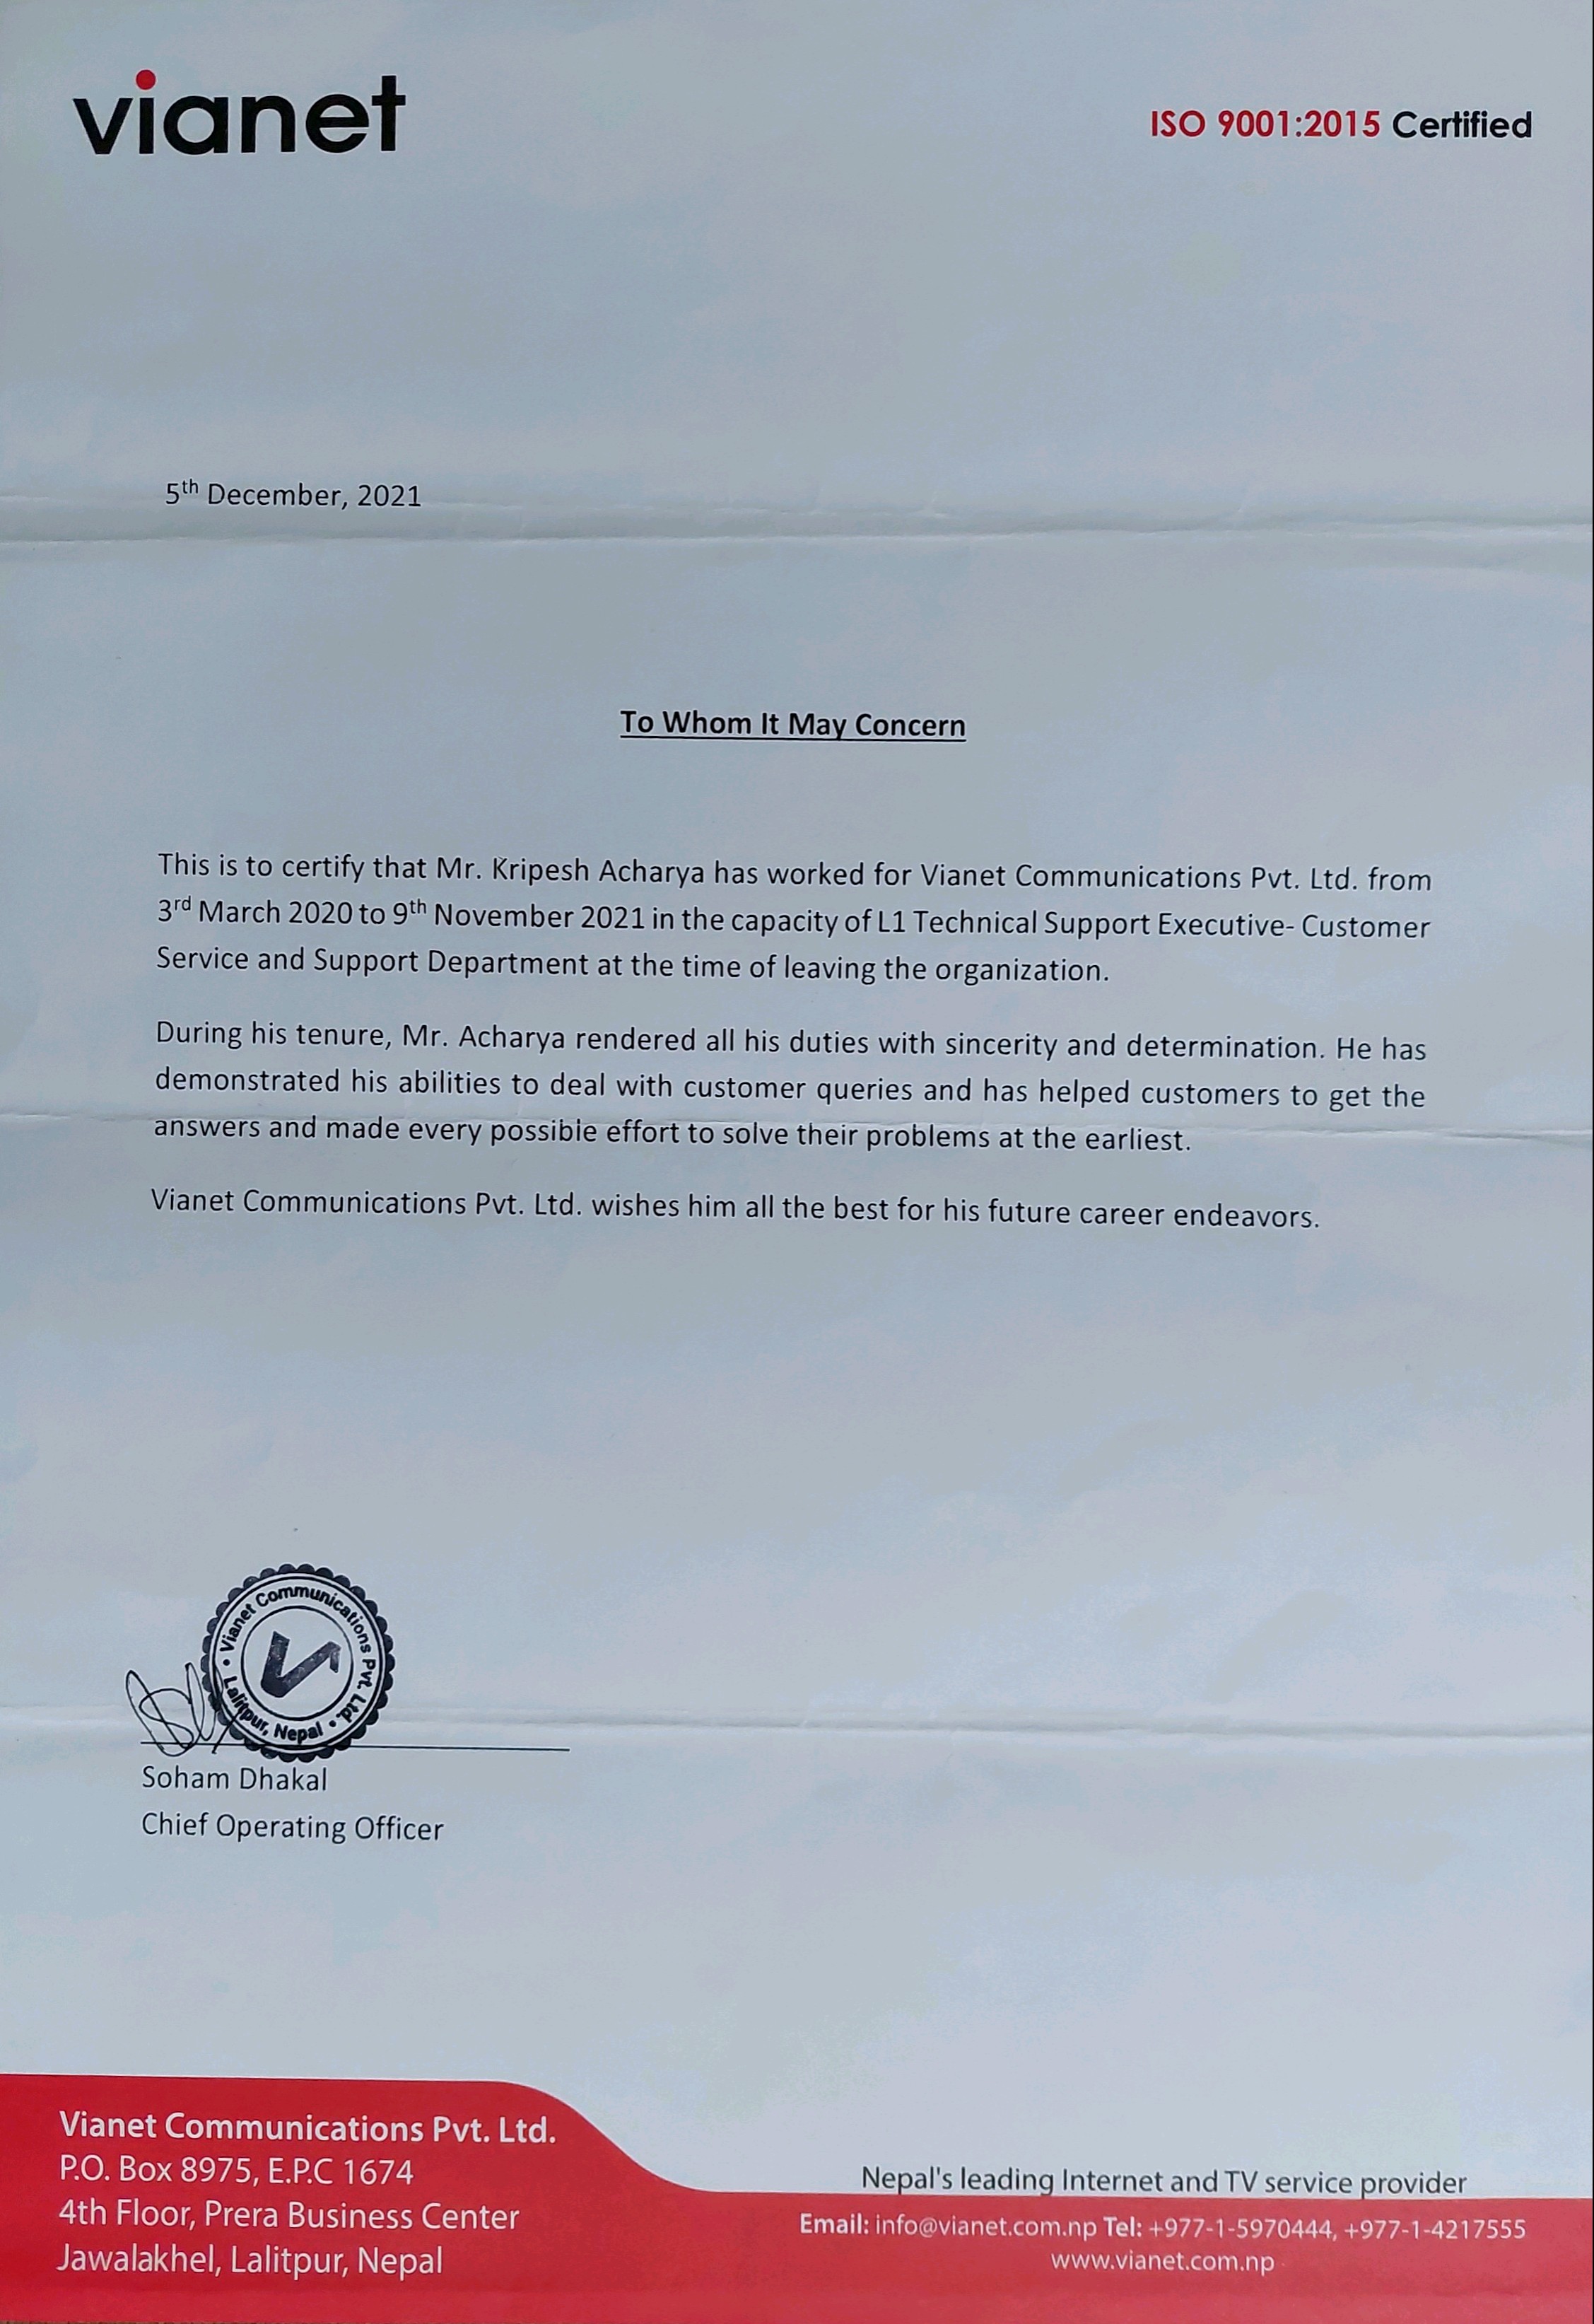 vianet
ISO 9001:2015 Certified
5th December, 2021
To Whom It May Concern
This is to certify that Mr. Kripesh Acharya has worked for Vianet Communications Pvt. Ltd. from
3rd March 2020 to 9th November 2021 in the capacity of L1 Technical Support Executive- Customer
Service and Support Department at the time of leaving the organization.
During his tenure, Mr. Acharya rendered all his duties with sincerity and determination. He has
demonstrated his abilities to deal with customer queries and has helped customers to get the
answers and made every possible effort to solve their problems at the earliest.
Vianet Communications Pvt. Ltd. wishes him all the best for his future career endeavors.
• Vianet Communications Pvt. Ltd. •
Lalitpur, Nepal
Soham Dhakal
Chief Operating Officer
Vianet Communications Pvt. Ltd.
P.O. Box 8975, E.P.C 1674
4th Floor, Prera Business Center
Jawalakhel, Lalitpur, Nepal
Nepal's leading Internet and TV service provider
Email: info@vianet.com.np Tel: +977-1-5970444, +977-1-4217555
www.vianet.com.np